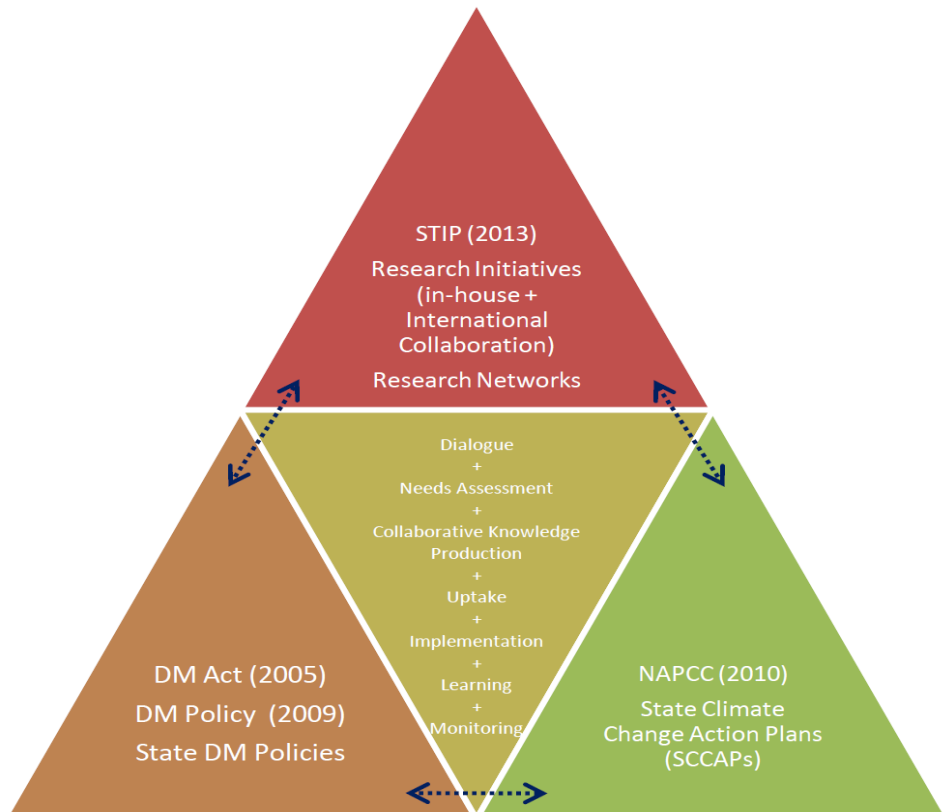 STIP (2013)
Research Initiatives
(in-house +
International
Collaboration)
Research Networks
Dialogue
+
Needs Assessment
+
Collaborative Knowledge
Production
+
Uptake
+
Implementation
+
Learning
+
Monitoring
DM Act (2005)
DM Policy (2009)
State DM Policies
NAPCC (2010)
State Climate
Change Action Plans
(SCCAPs)